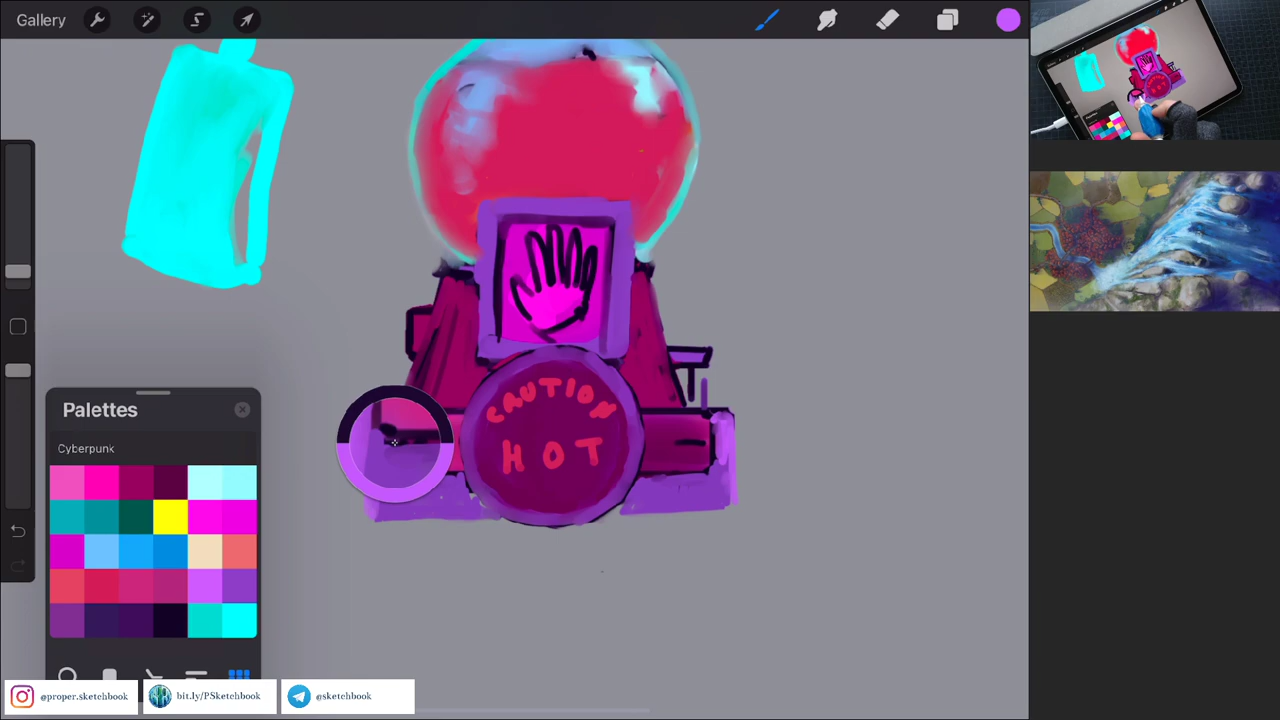 Gallery
CAUTION
HOT
Palettes
Cyberpunk
@proper.sketchbook
bit.ly/PSketchbook
@sketchbook